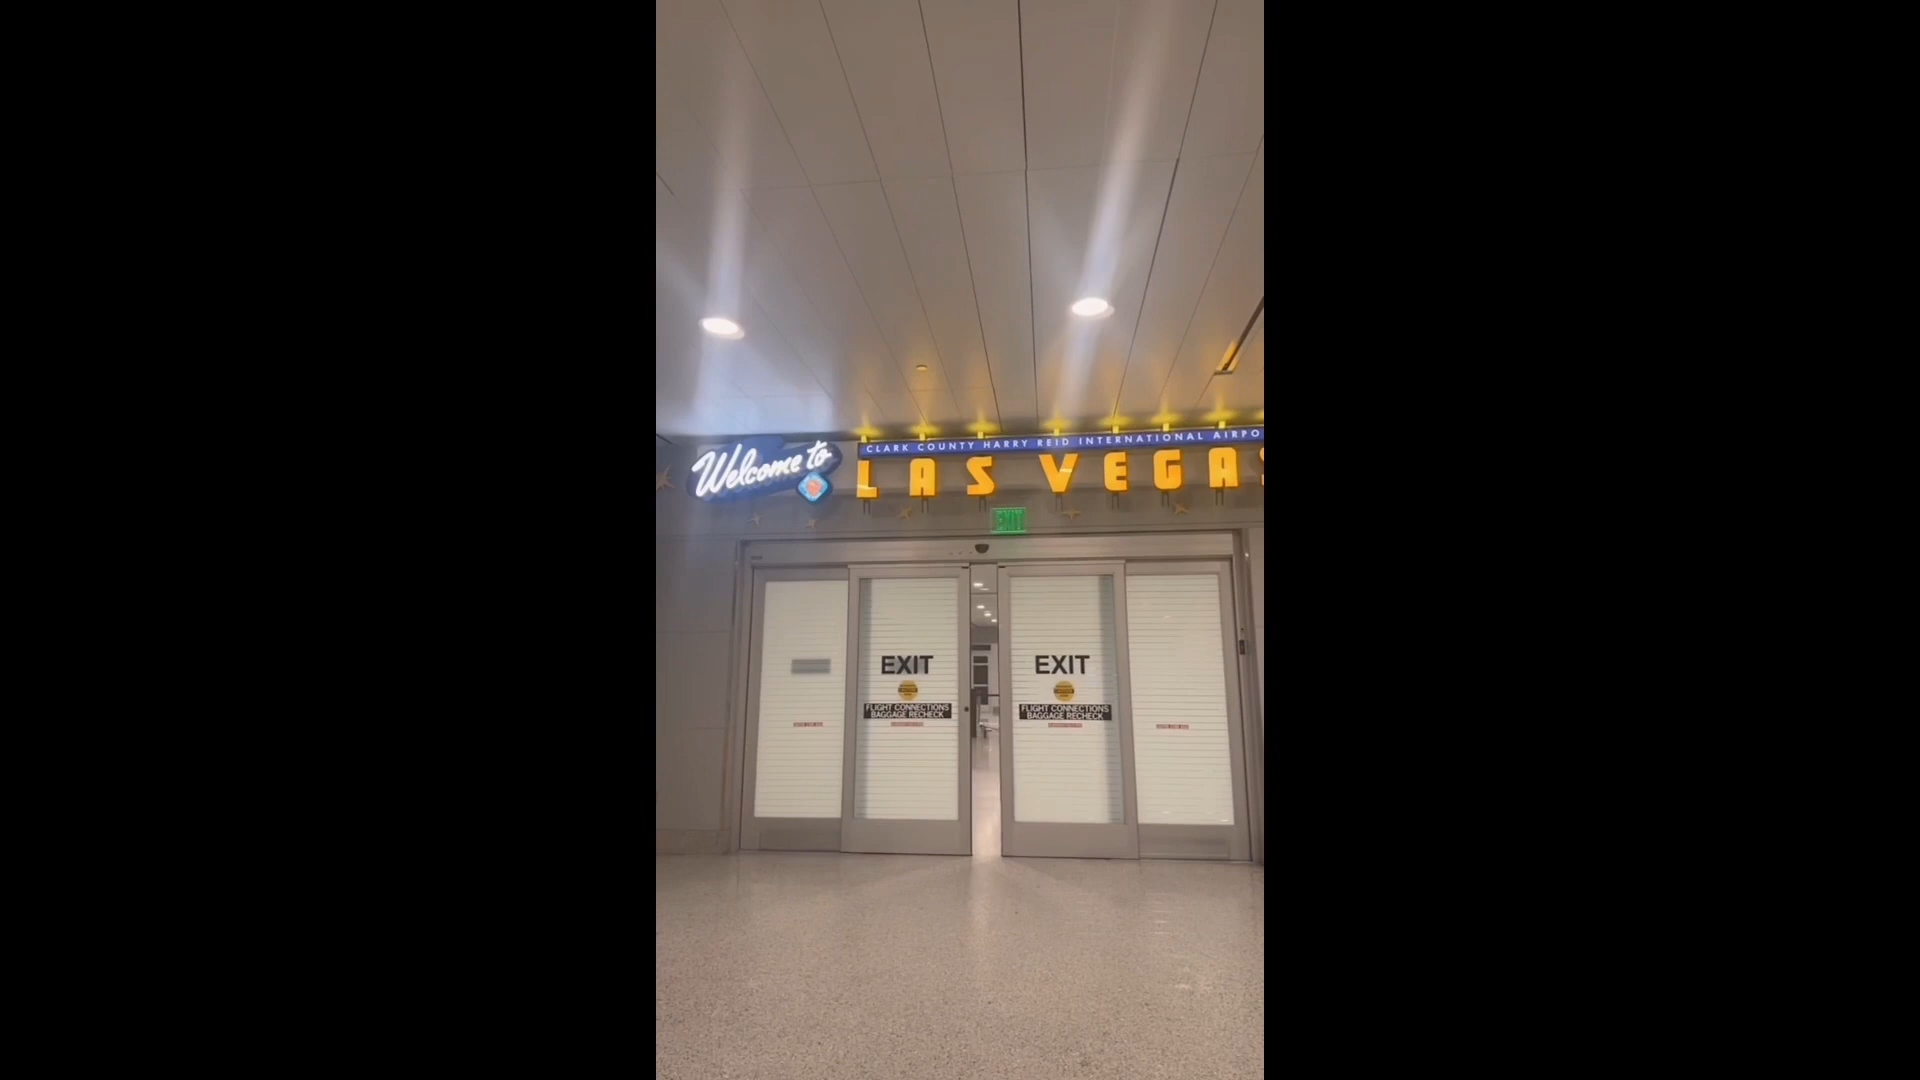 Welcome to
CLARK COUNTY HARRY REID INTERNATIONAL AIRPO
LAS VEGAS
EXIT
EXIT
FLIGHT CONNECTIONS
BAGGAGE RECHECK
EXIT
FLIGHT CONNECTIONS
BAGGAGE RECHECK